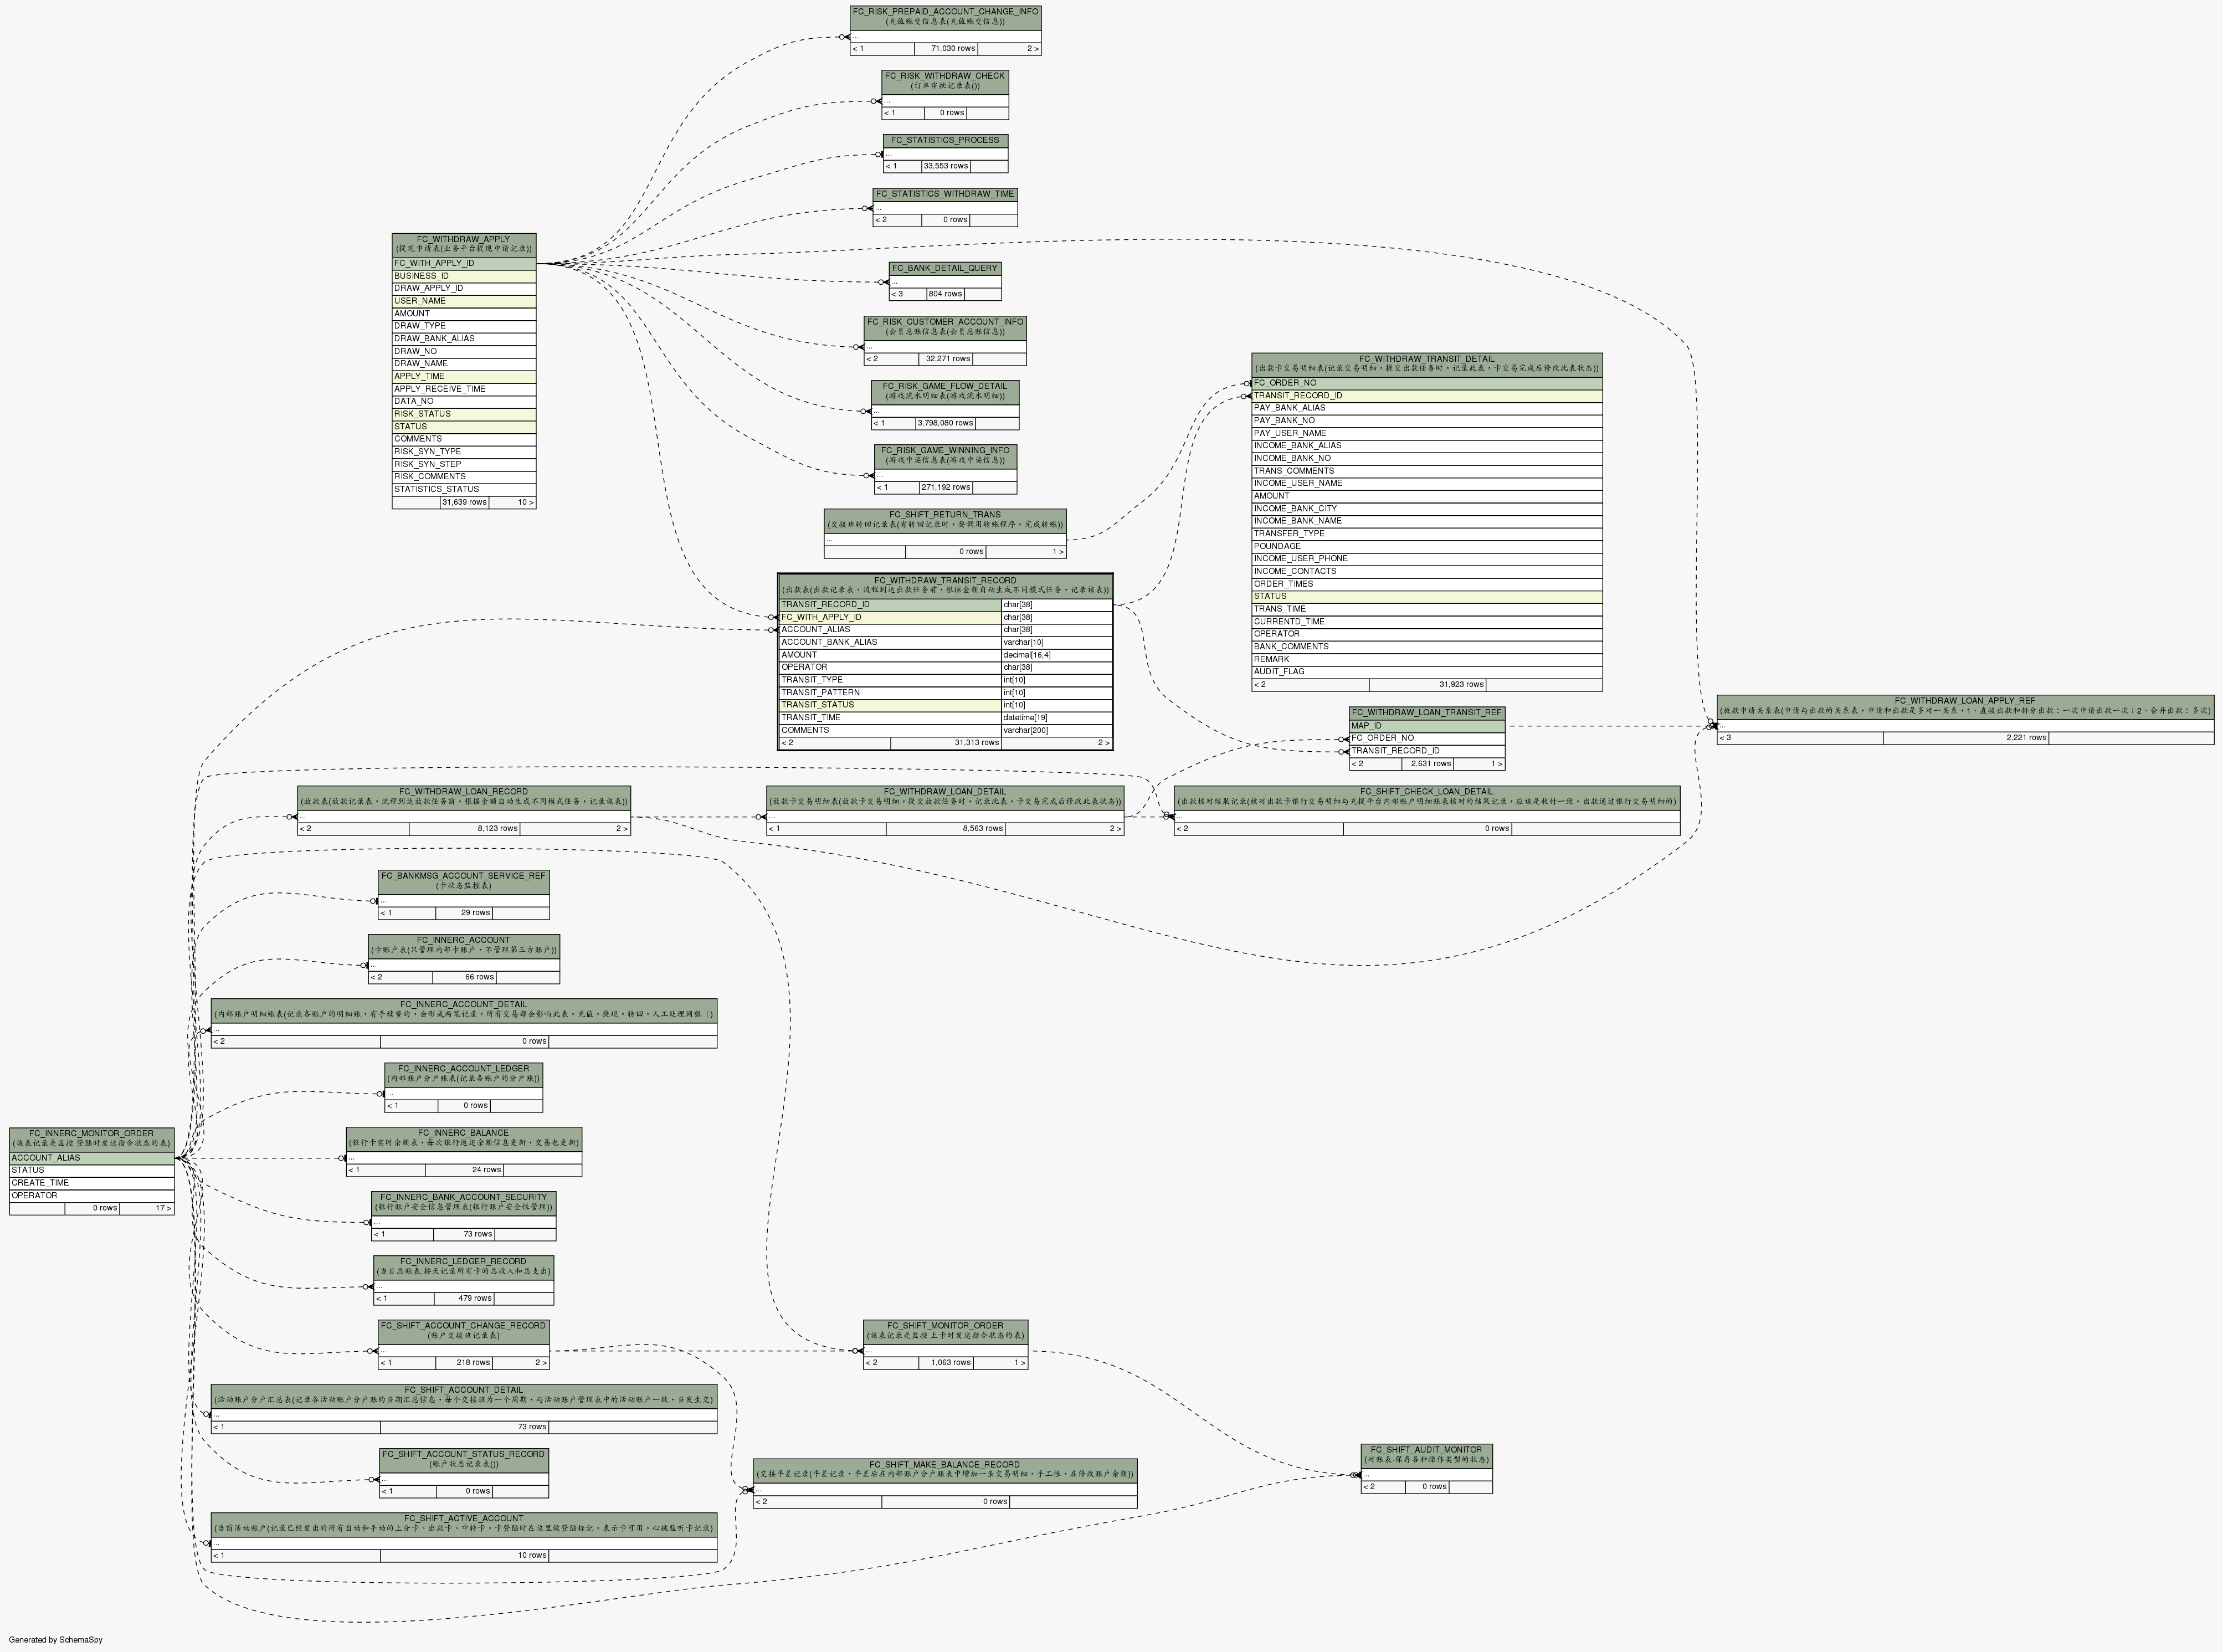 FC_RISK_PREPAID_ACCOUNT_CHANGE_INFO
(充值账变信息表(充值账变信息))
...
< 1 71,030 rows 2 >
FC_RISK_WITHDRAW_CHECK
(订单审批记录表())
...
< 1 0 rows
FC_STATISTICS_PROCESS
...
< 1 33,553 rows
FC_STATISTICS_WITHDRAW_TIME
...
< 2 0 rows
FC_WITHDRAW_APPLY
(提现申请表(业务平台提现申请记录))
FC_WITH_APPLY_ID
BUSINESS_ID
DRAW_APPLY_ID
USER_NAME
AMOUNT
DRAW_TYPE
DRAW_BANK_ALIAS
DRAW_NO
DRAW_NAME
APPLY_TIME
APPLY_RECEIVE_TIME
DATA_NO
RISK_STATUS
STATUS
COMMENTS
RISK_SYN_TYPE
RISK_SYN_STEP
RISK_COMMENTS
STATISTICS_STATUS
31,639 rows 10 >
FC_BANK_DETAIL_QUERY
...
< 3 804 rows
FC_RISK_CUSTOMER_ACCOUNT_INFO
(会员总账信息表(会员总账信息))
...
< 2 32,271 rows
FC_RISK_GAME_FLOW_DETAIL
(游戏流水明细表(游戏流水明细))
...
< 1 3,798,080 rows
FC_RISK_GAME_WINNING_INFO
(游戏中奖信息表(游戏中奖信息))
...
< 1 271,192 rows
FC_SHIFT_RETURN_TRANS
(交接班转回记录表(有转回记录时，要调用转账程序，完成转账))
...
0 rows 1 >
FC_WITHDRAW_TRANSIT_DETAIL
(出款卡交易明细表(记录交易明细，提交出款任务时，记录此表，卡交易完成后修改此表状态))
FC_ORDER_NO
TRANSIT_RECORD_ID
PAY_BANK_ALIAS
PAY_BANK_NO
PAY_USER_NAME
INCOME_BANK_ALIAS
INCOME_BANK_NO
TRANS_COMMENTS
INCOME_USER_NAME
AMOUNT
INCOME_BANK_CITY
INCOME_BANK_NAME
TRANSFER_TYPE
POUNDAGE
INCOME_USER_PHONE
INCOME_CONTACTS
ORDER_TIMES
STATUS
TRANS_TIME
CURRENTD_TIME
OPERATOR
BANK_COMMENTS
REMARK
AUDIT_FLAG
< 2 31,923 rows
FC_WITHDRAW_TRANSIT_RECORD
(出款表(出款记录表，流程到达出款任务前，根据金额自动生成不同模式任务，记录该表))
TRANSIT_RECORD_ID char[38]
FC_WITH_APPLY_ID char[38]
ACCOUNT_ALIAS char[38]
ACCOUNT_BANK_ALIAS varchar[10]
AMOUNT decimal[16,4]
OPERATOR char[38]
TRANSIT_TYPE int[10]
TRANSIT_PATTERN int[10]
TRANSIT_STATUS int[10]
TRANSIT_TIME datetime[19]
COMMENTS varchar[200]
< 2 31,313 rows 2 >
FC_WITHDRAW_LOAN_TRANSIT_REF
MAP_ID
FC_ORDER_NO
TRANSIT_RECORD_ID
< 2 2,631 rows 1 >
FC_WITHDRAW_LOAN_APPLY_REF
(放款申请关系表(申请与出款的关系表，申请和出款是多对一关系，1、直接出款和拆分出款：一次申请出款一次；2、合并出款：多次)
...
< 3 2,221 rows
FC_WITHDRAW_LOAN_RECORD
(放款表(放款记录表，流程到达放款任务前，根据金额自动生成不同模式任务，记录该表))
...
< 2 8,123 rows 2 >
FC_WITHDRAW_LOAN_DETAIL
(放款卡交易明细表(放款卡交易明细，提交放款任务时，记录此表，卡交易完成后修改此表状态))
...
< 1 8,563 rows 2 >
FC_SHIFT_CHECK_LOAN_DETAIL
(出款核对结果记录(核对出款卡银行交易明细与充提平台内部账户明细账表核对的结果记录，应该是收付一致，出款通过银行交易明细的)
...
< 2 0 rows
FC_BANKMSG_ACCOUNT_SERVICE_REF
(卡状态监控表)
...
< 1 29 rows
FC_INNERC_ACCOUNT
(卡账户表(只管理内部卡账户，不管理第三方账户))
...
< 2 66 rows
FC_INNERC_ACCOUNT_DETAIL
(内部账户明细账表(记录各账户的明细账，有手续费的，会形成两笔记录，所有交易都会影响此表，充值，提现，转回，人工处理网银（)
...
< 2 0 rows
FC_INNERC_ACCOUNT_LEDGER
(内部账户分户账表(记录各账户的分户账))
...
< 1 0 rows
FC_INNERC_MONITOR_ORDER
(该表记录是监控 登陆时发送指令状态的表)
ACCOUNT_ALIAS
STATUS
CREATE_TIME
OPERATOR
0 rows 17 >
FC_INNERC_BALANCE
(银行卡实时余额表，每次银行返还余额信息更新，交易也更新)
...
< 1 24 rows
FC_INNERC_BANK_ACCOUNT_SECURITY
(银行账户安全信息管理表(银行账户安全性管理))
...
< 1 73 rows
FC_INNERC_LEDGER_RECORD
(当日总账表,按天记录所有卡的总收入和总支出)
...
< 1 479 rows
FC_SHIFT_ACCOUNT_CHANGE_RECORD
(账户交接班记录表)
...
< 1 218 rows 2 >
FC_SHIFT_MONITOR_ORDER
(该表记录是监控 上卡时发送指令状态的表)
...
< 2 1,063 rows 1 >
FC_SHIFT_ACCOUNT_DETAIL
(活动账户分户汇总表(记录各活动账户分户账的当期汇总信息，每个交接班为一个周期，与活动账户管理表中的活动账户一致，当发生交)
...
< 1 73 rows
FC_SHIFT_ACCOUNT_STATUS_RECORD
(账户状态记录表())
...
< 1 0 rows
FC_SHIFT_MAKE_BALANCE_RECORD
(交接平差记录(平差记录，平差后在内部账户分户账表中增加一条交易明细，手工帐，在修改账户余额))
...
< 2 0 rows
FC_SHIFT_AUDIT_MONITOR
(对账表-保存各种操作类型的状态)
...
< 2 0 rows
FC_SHIFT_ACTIVE_ACCOUNT
(当前活动账户(记录已经发出的所有自动和手动的上分卡、出款卡、中转卡，卡登陆时在这里做登陆标记，表示卡可用，心跳监听卡记录)
...
< 1 10 rows
Generated by SchemaSpy